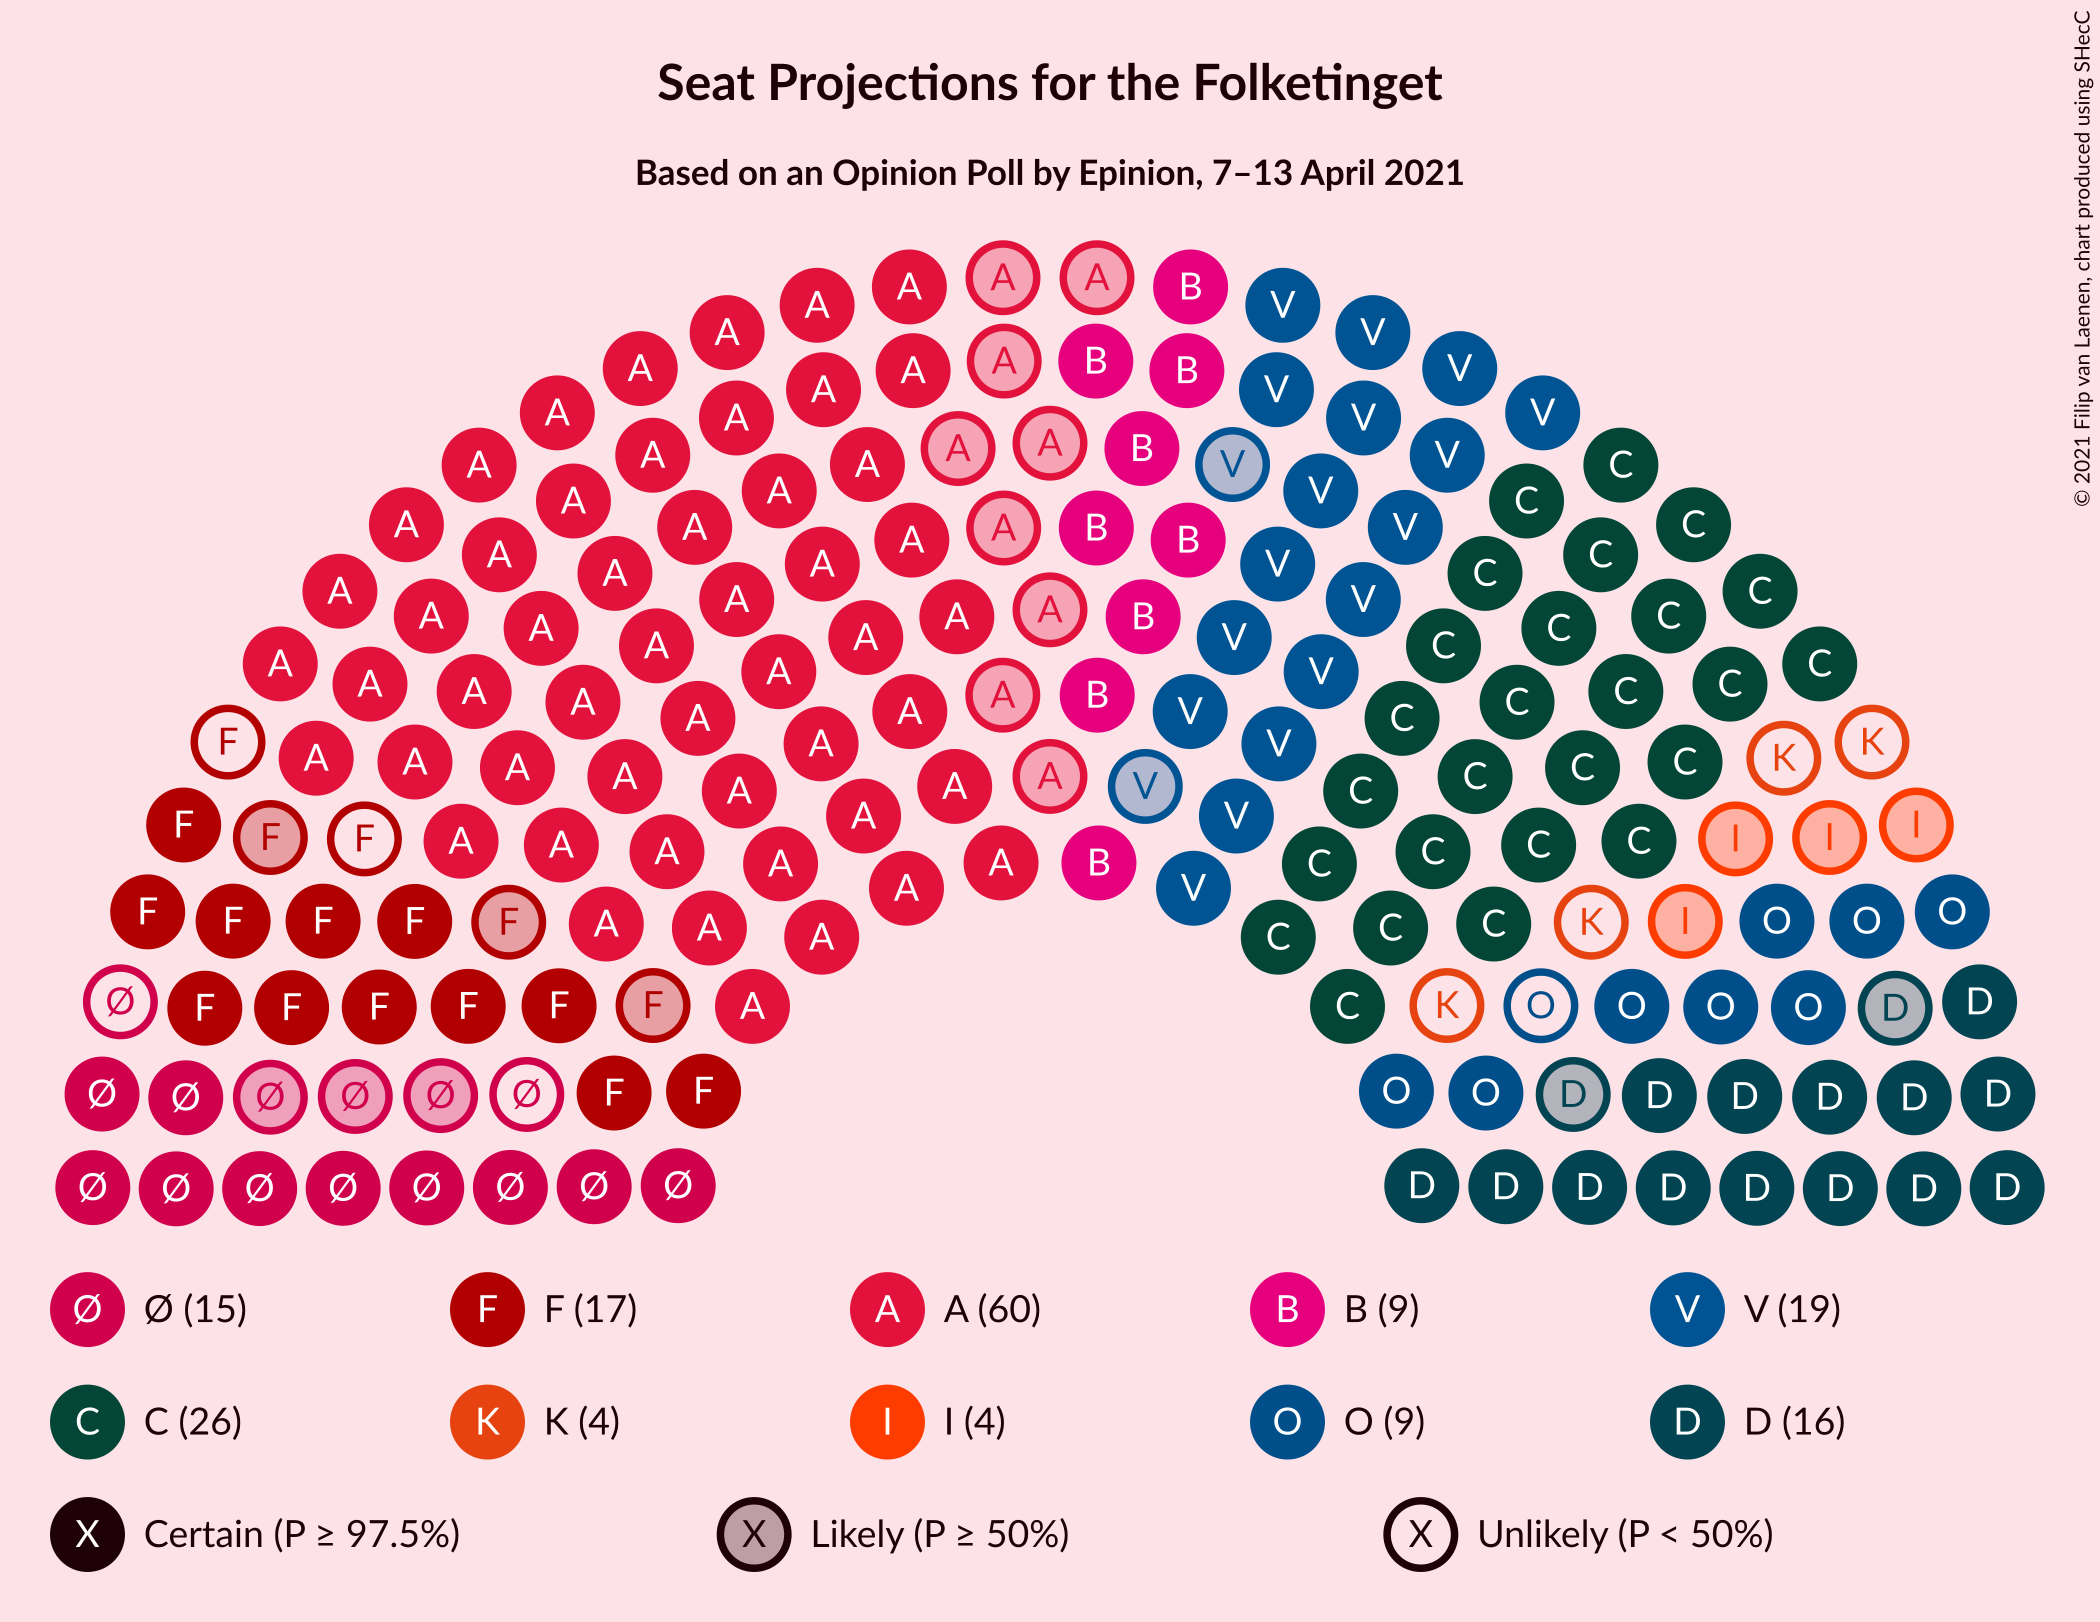 Seat Projections for the Folketinget
Based on an Opinion Poll by Epinion, 7–13 April 2021
© 2021 Filip van Laenen, chart produced using SHecC
A A A A B V V
A A A A A B B V V V
A A A A A A B V V V V C
A A A A A A A B B V V C C C
A A A A A A A B V V C C C C
A A A A A A A A B V V C C C C C
F A A A A A A A V V C C C C K K
F F F A A A A A A A B V C C C C I I I
F F F F F A A A C C C K I O O O
Ø F F F F F F A C K O O O O D D
Ø Ø Ø Ø Ø Ø F F O O D D D D D D
Ø Ø Ø Ø Ø Ø Ø Ø D D D D D D D D
Ø Ø (15) F F (17) A A (60) B B (9) V V (19)
C C (26) K K (4) I I (4) O O (9) D D (16)
X Certain (P ≥ 97.5%) X Likely (P ≥ 50%) X Unlikely (P < 50%)